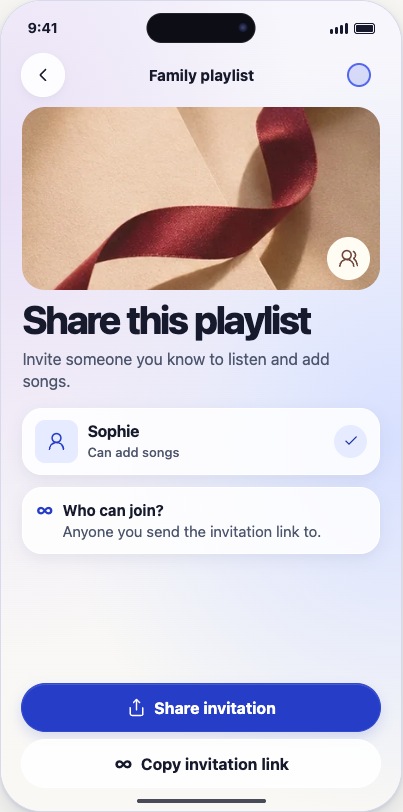 9:41
Family playlist
Share this playlist
Invite someone you know to listen and add
songs.
Sophie
Can add songs
Who can join?
Anyone you send the invitation link to.
Share invitation
Copy invitation link